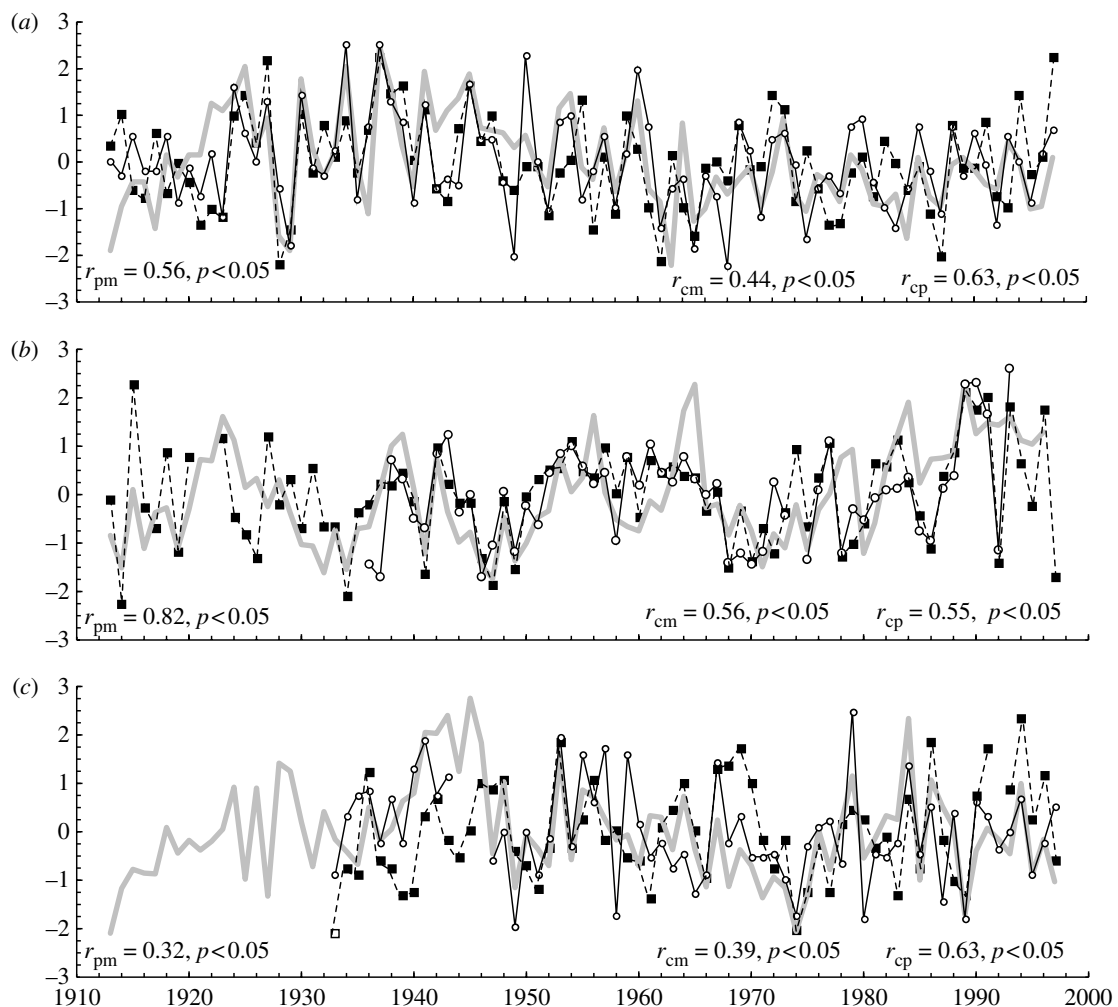 (a)
3
2
1
0
–1
–2
–3
r_pm = 0.56, p<0.05
r_cm = 0.44, p<0.05
r_cp = 0.63, p<0.05
(b)
3
2
1
0
–1
–2
–3
r_pm = 0.82, p<0.05
r_cm = 0.56, p<0.05
r_cp = 0.55, p<0.05
(c)
3
2
1
0
–1
–2
–3
r_pm = 0.32, p<0.05
r_cm = 0.39, p<0.05
r_cp = 0.63, p<0.05
1910 1920 1930 1940 1950 1960 1970 1980 1990 2000